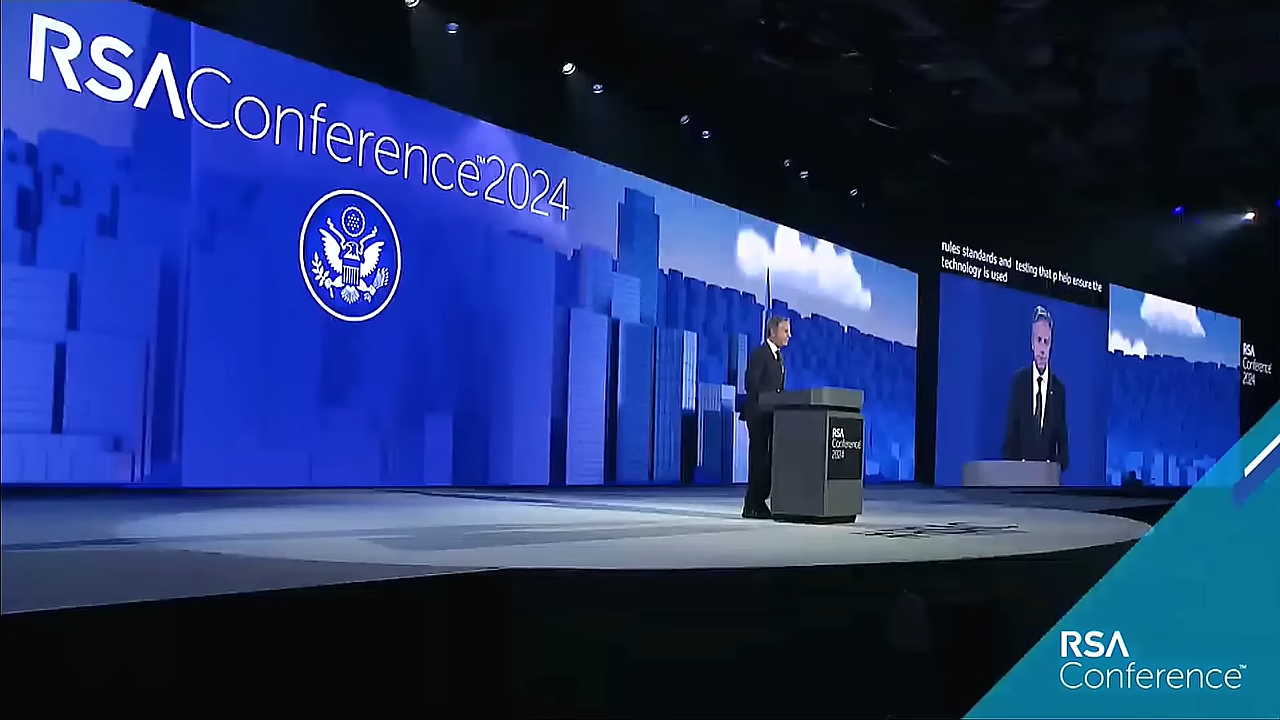 RSAConference™2024
rules standards and testing that p help ensure the
technology is used
RSA
Conference
2024
RSA
Conference
2024
RSA
Conference™